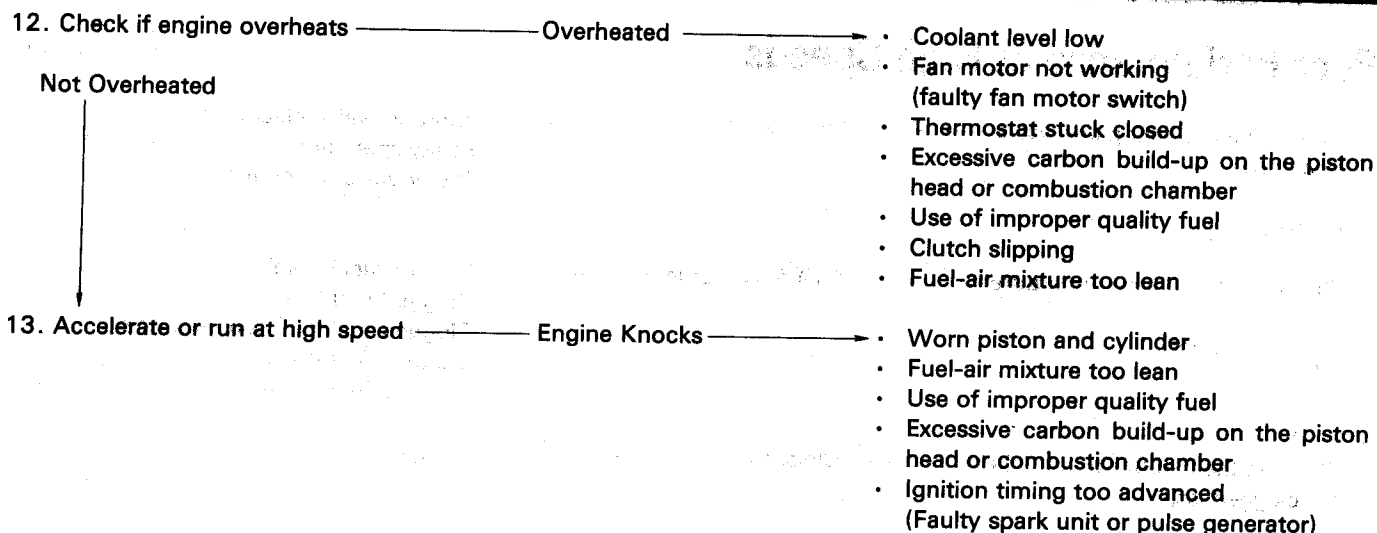 12. Check if engine overheats Overheated · Coolant level low
· Fan motor not working
(faulty fan motor switch)
Not Overheated
· Thermostat stuck closed
· Excessive carbon build-up on the piston
head or combustion chamber
· Use of improper quality fuel
· Clutch slipping
· Fuel-air mixture too lean
13. Accelerate or run at high speed Engine Knocks · Worn piston and cylinder
· Fuel-air mixture too lean
· Use of improper quality fuel
· Excessive carbon build-up on the piston
head or combustion chamber
· Ignition timing too advanced
(Faulty spark unit or pulse generator)